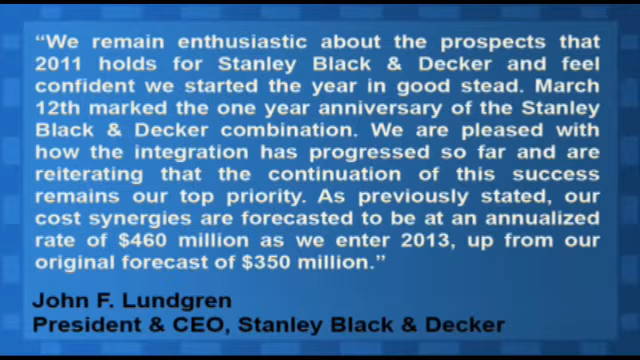 “We remain enthusiastic about the prospects that
2011 holds for Stanley Black & Decker and feel
confident we started the year in good stead. March
12th marked the one year anniversary of the Stanley
Black & Decker combination. We are pleased with
how the integration has progressed so far and are
reiterating that the continuation of this success
remains our top priority. As previously stated, our
cost synergies are forecasted to be at an annualized
rate of $460 million as we enter 2013, up from our
original forecast of $350 million.”
John F. Lundgren
President & CEO, Stanley Black & Decker